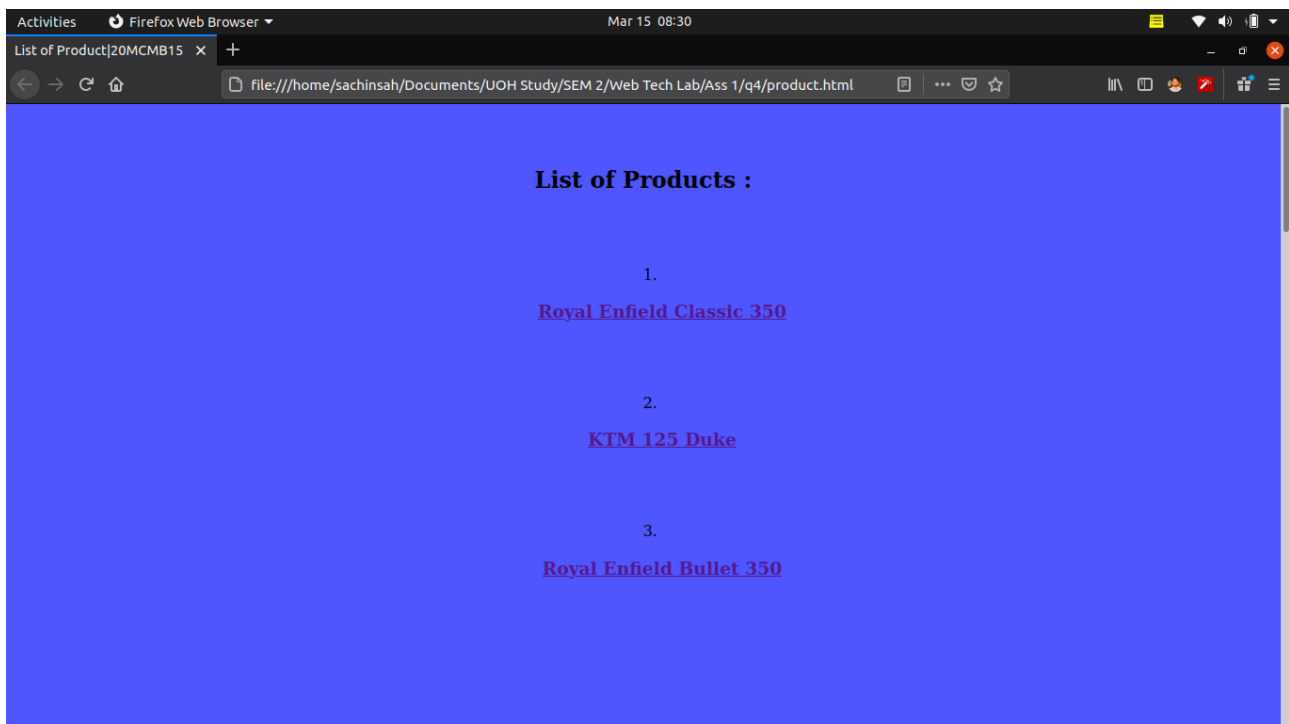 Activities Firefox Web Browser Mar 15 08:30
List of Product|20MCMB15
file:///home/sachinsah/Documents/UOH Study/SEM 2/Web Tech Lab/Ass 1/q4/product.html
List of Products :
1.
Royal Enfield Classic 350
2.
KTM 125 Duke
3.
Royal Enfield Bullet 350